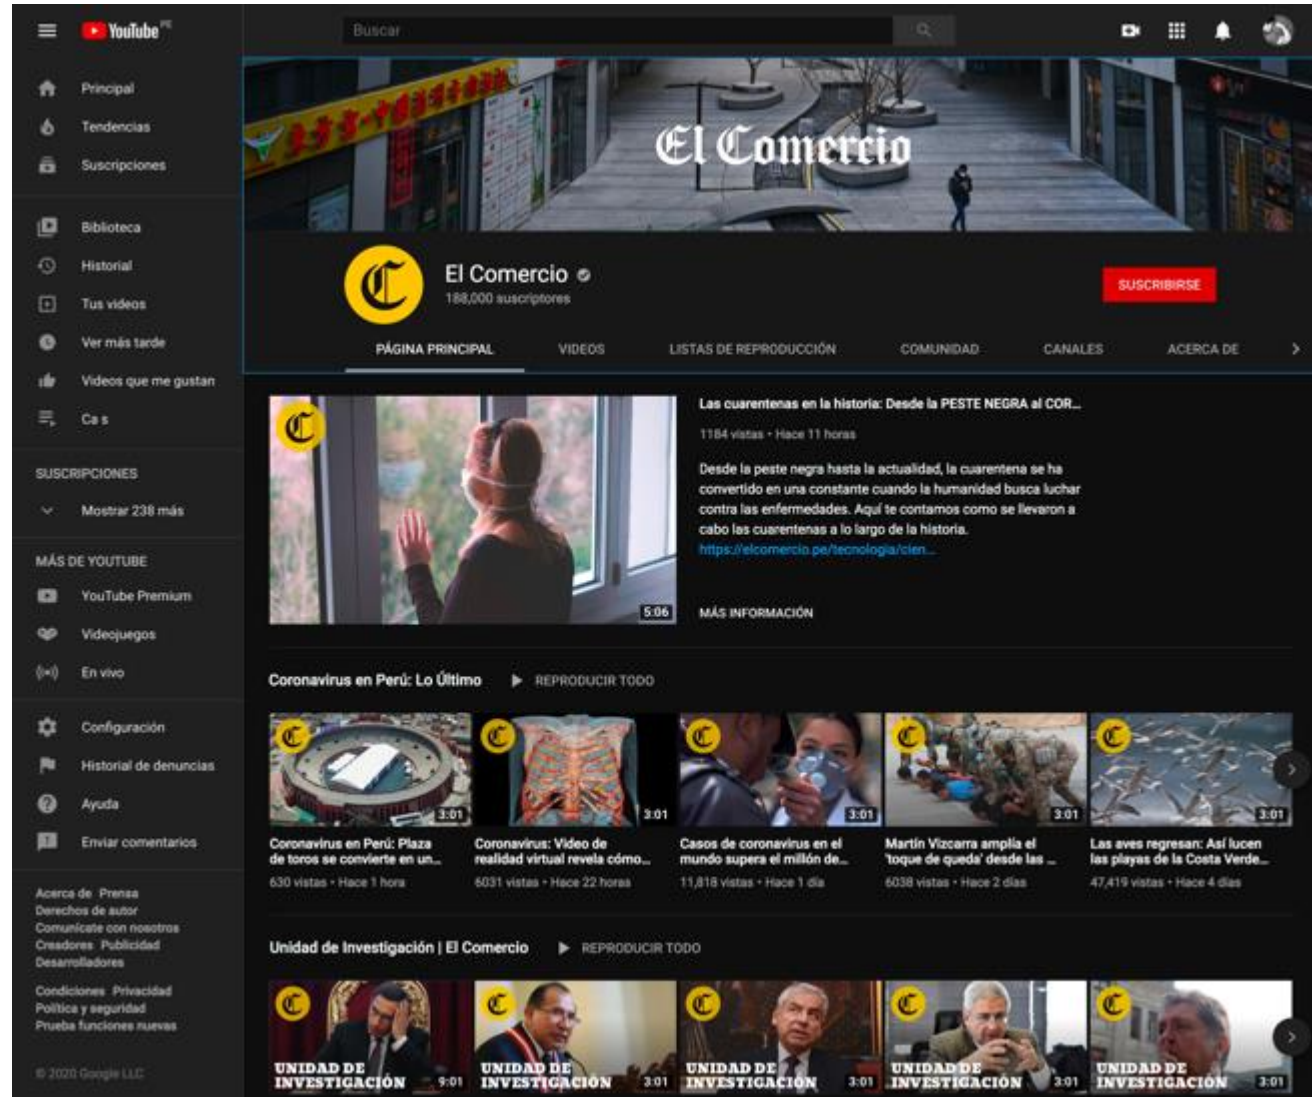 YouTube PE
Buscar
Principal
Tendencias
Suscripciones
Biblioteca
Historial
Tus videos
Ver más tarde
Videos que me gustan
Ca s
SUSCRIPCIONES
Mostrar 238 más
MÁS DE YOUTUBE
YouTube Premium
Videojuegos
En vivo
Configuración
Historial de denuncias
Ayuda
Enviar comentarios
Acerca de Prensa
Derechos de autor
Comunícate con nosotros
Creadores Publicidad
Desarrolladores
Condiciones Privacidad
Política y seguridad
Prueba funciones nuevas
© 2020 Google LLC
El Comercio
El Comercio
188,000 suscriptores
SUSCRIBIRSE
PÁGINA PRINCIPAL VIDEOS LISTAS DE REPRODUCCIÓN COMUNIDAD CANALES ACERCA DE
C
5:06
Las cuarentenas en la historia: Desde la PESTE NEGRA al COR...
1184 vistas • Hace 11 horas
Desde la peste negra hasta la actualidad, la cuarentena se ha
convertido en una constante cuando la humanidad busca luchar
contra las enfermedades. Aquí te contamos como se llevaron a
cabo las cuarentenas a lo largo de la historia.
https://elcomercio.pe/tecnologia/cien...
MÁS INFORMACIÓN
Coronavirus en Perú: Lo Último REPRODUCIR TODO
3:01
Coronavirus en Perú: Plaza
de toros se convierte en un...
630 vistas • Hace 1 hora
3:01
Coronavirus: Video de
realidad virtual revela cómo...
6031 vistas • Hace 22 horas
3:01
Casos de coronavirus en el
mundo supera el millón de...
11,818 vistas • Hace 1 día
3:01
Martín Vizcarra amplía el
'toque de queda' desde las ...
6038 vistas • Hace 2 días
3:01
Las aves regresan: Así lucen
las playas de la Costa Verde...
47,419 vistas • Hace 4 días
Unidad de Investigación | El Comercio REPRODUCIR TODO
UNIDAD DE
INVESTIGACIÓN 9:01
UNIDAD DE
INVESTIGACIÓN 3:01
UNIDAD DE
INVESTIGACIÓN 3:01
UNIDAD DE
INVESTIGACIÓN 3:01
UNIDAD DE
INVESTIGACIÓN 3:01